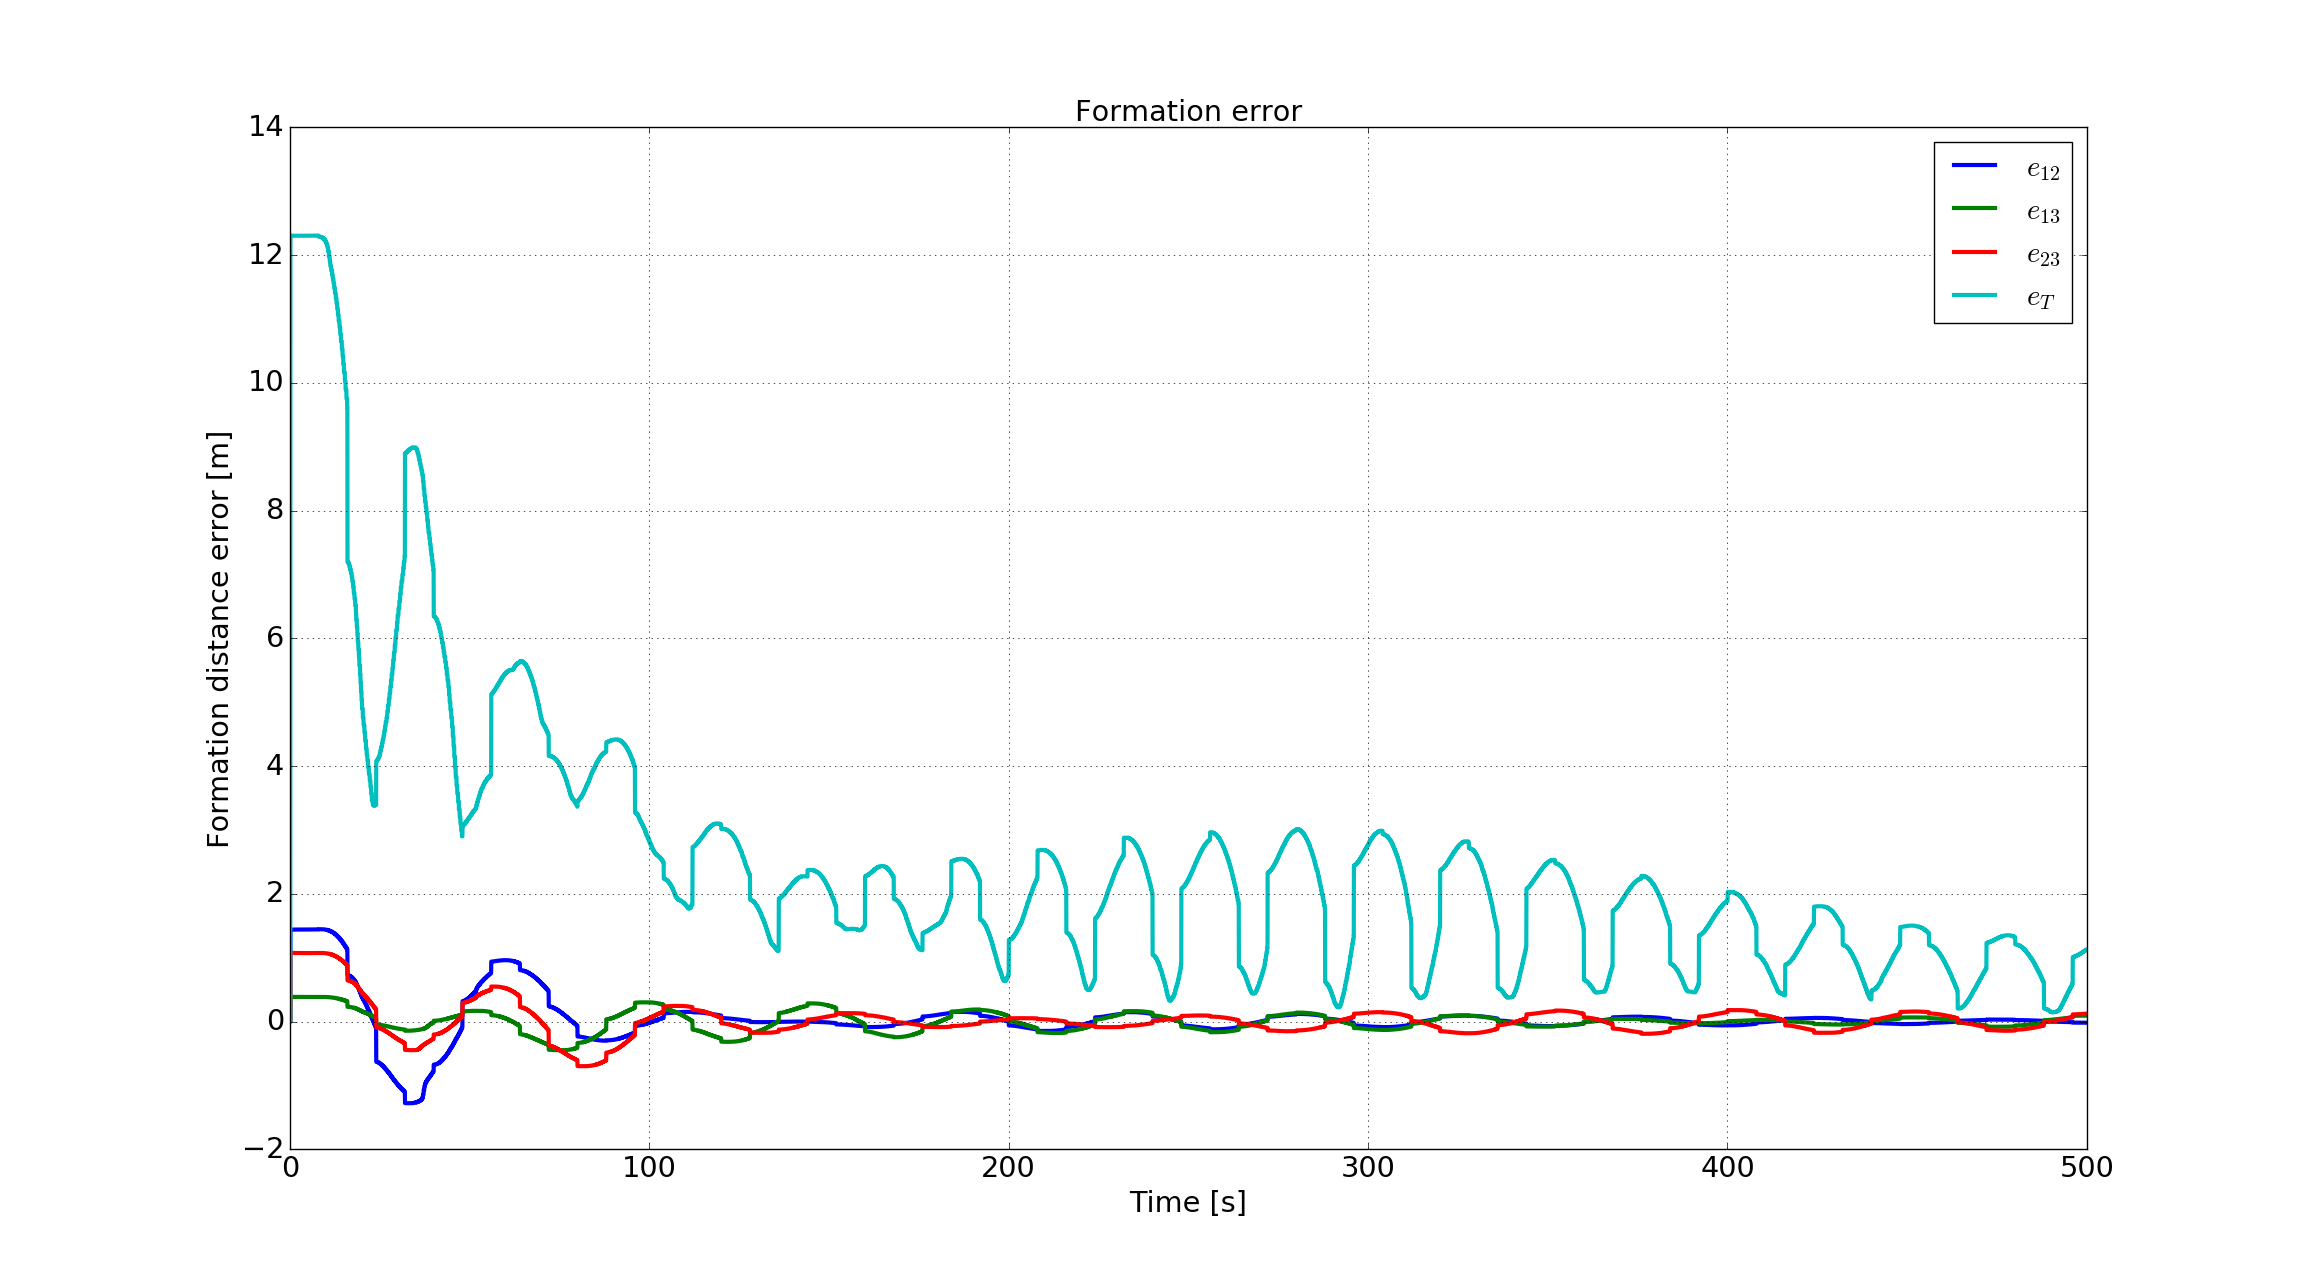 Formation error
14
12
10
8
6
4
2
0
−2
Formation distance error [m]
0 100 200 300 400 500
Time [s]
e12
e13
e23
eT